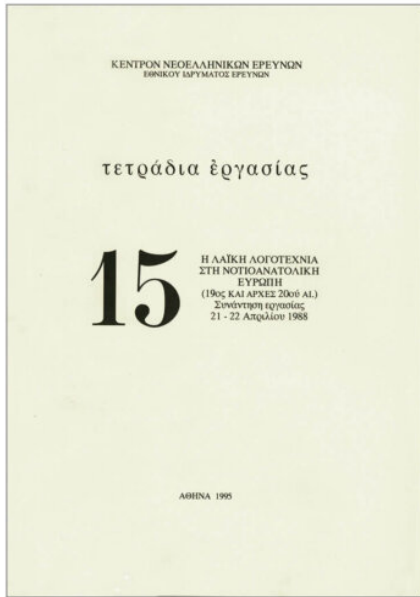 ΚΕΝΤΡΟΝ ΝΕΟΕΛΛΗΝΙΚΩΝ ΕΡΕΥΝΩΝ
ΕΘΝΙΚΟΥ ΙΔΡΥΜΑΤΟΣ ΕΡΕΥΝΩΝ
τετράδια ἐργασίας
15
Η ΛΑΪΚΗ ΛΟΓΟΤΕΧΝΙΑ
ΣΤΗ ΝΟΤΙΟΑΝΑΤΟΛΙΚΗ
ΕΥΡΩΠΗ
(19ος ΚΑΙ ΑΡΧΕΣ 20ού ΑΙ.)
Συνάντηση εργασίας
21 - 22 Απριλίου 1988
ΑΘΗΝΑ 1995